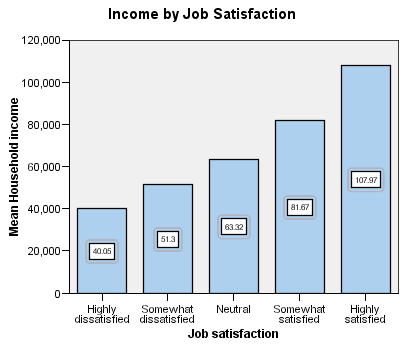 Income by Job Satisfaction
Mean Household income
120,000
100,000
80,000
60,000
40,000
20,000
0
40.05
51.3
63.32
81.67
107.97
Highly
dissatisfied
Somewhat
dissatisfied
Neutral
Somewhat
satisfied
Highly
satisfied
Job satisfaction